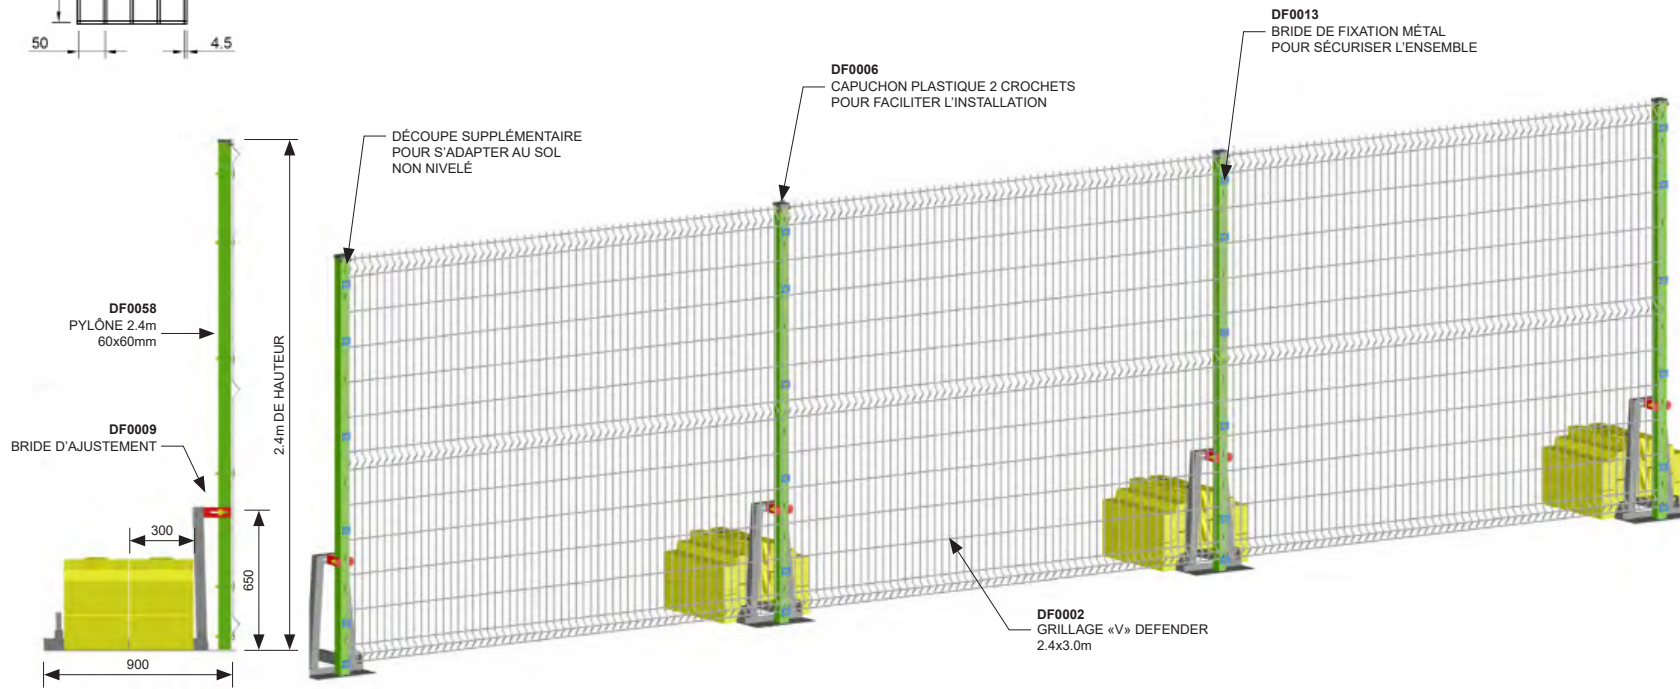 50
4.5
DF0013
BRIDE DE FIXATION MÉTAL
POUR SÉCURISER L'ENSEMBLE
DF0006
CAPUCHON PLASTIQUE 2 CROCHETS
POUR FACILITER L'INSTALLATION
DÉCOUPE SUPPLÉMENTAIRE
POUR S'ADAPTER AU SOL
NON NIVELÉ
DF0058
PYLÔNE 2.4m
60x60mm
2.4m DE HAUTEUR
DF0009
BRIDE D'AJUSTEMENT
300
650
900
DF0002
GRILLAGE «V» DEFENDER
2.4x3.0m